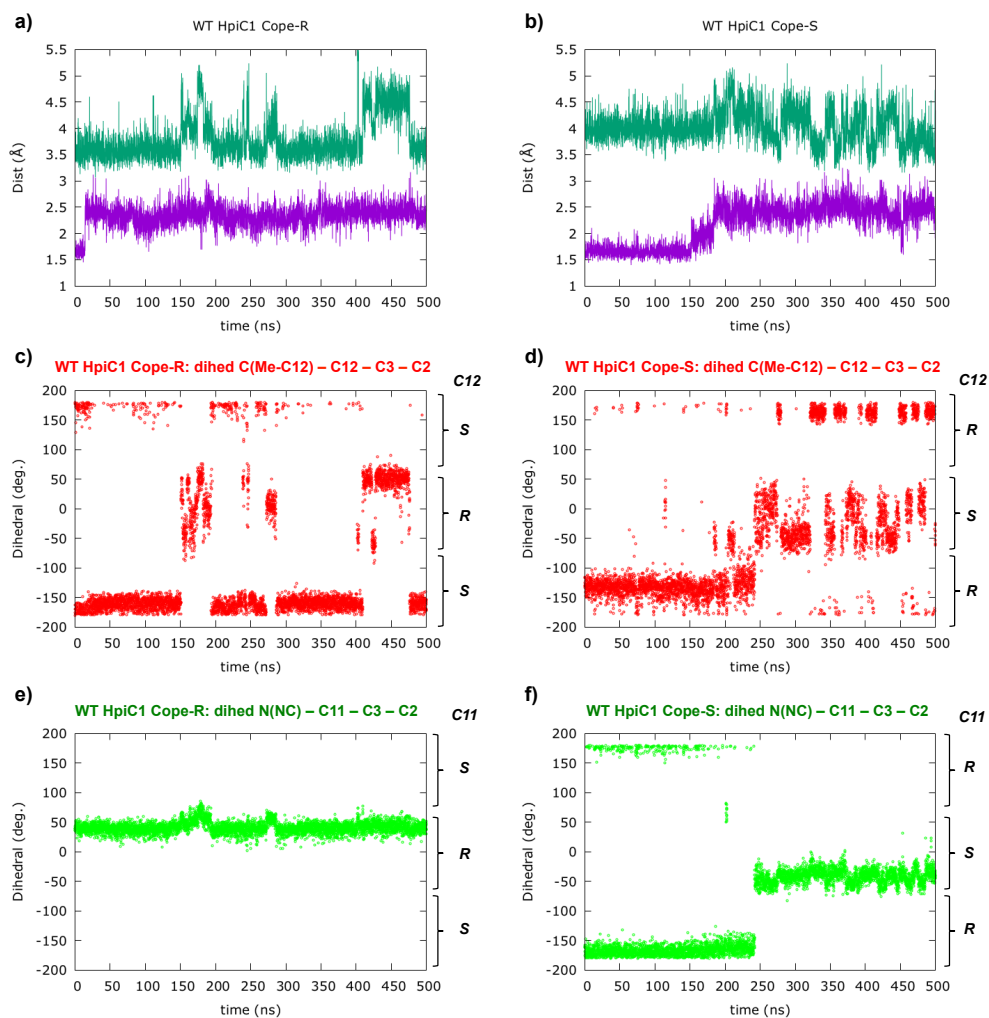 a)
WT HpiC1 Cope-R
5.5
5
4.5
4
3.5
3
2.5
2
1.5
1
Dist (Å)
0 50 100 150 200 250 300 350 400 450 500
time (ns)
b)
WT HpiC1 Cope-S
5.5
5
4.5
4
3.5
3
2.5
2
1.5
1
Dist (Å)
0 50 100 150 200 250 300 350 400 450 500
time (ns)
c)
WT HpiC1 Cope-R: dihed C(Me-C12) – C12 – C3 – C2
C12
200
150
100
50
0
-50
-100
-150
-200
Dihedral (deg.)
S
R
S
0 50 100 150 200 250 300 350 400 450 500
time (ns)
d)
WT HpiC1 Cope-S: dihed C(Me-C12) – C12 – C3 – C2
C12
200
150
100
50
0
-50
-100
-150
-200
Dihedral (deg.)
R
S
R
0 50 100 150 200 250 300 350 400 450 500
time (ns)
e)
WT HpiC1 Cope-R: dihed N(NC) – C11 – C3 – C2
C11
200
150
100
50
0
-50
-100
-150
-200
Dihedral (deg.)
S
R
S
0 50 100 150 200 250 300 350 400 450 500
time (ns)
f)
WT HpiC1 Cope-S: dihed N(NC) – C11 – C3 – C2
C11
200
150
100
50
0
-50
-100
-150
-200
Dihedral (deg.)
R
S
R
0 50 100 150 200 250 300 350 400 450 500
time (ns)